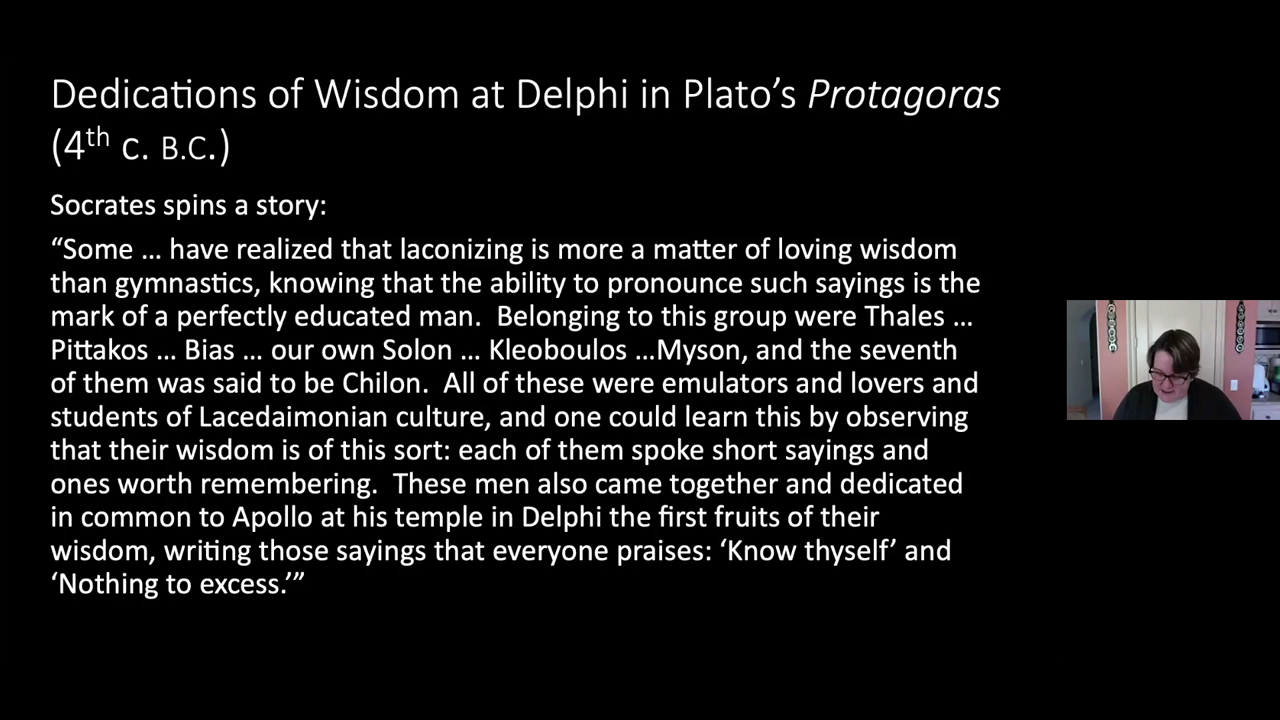 Dedications of Wisdom at Delphi in Plato’s Protagoras
(4th c. B.C.)
Socrates spins a story:
“Some … have realized that laconizing is more a matter of loving wisdom
than gymnastics, knowing that the ability to pronounce such sayings is the
mark of a perfectly educated man.  Belonging to this group were Thales …
Pittakos … Bias … our own Solon … Kleoboulos …Myson, and the seventh
of them was said to be Chilon.  All of these were emulators and lovers and
students of Lacedaimonian culture, and one could learn this by observing
that their wisdom is of this sort: each of them spoke short sayings and
ones worth remembering.  These men also came together and dedicated
in common to Apollo at his temple in Delphi the first fruits of their
wisdom, writing those sayings that everyone praises: ‘Know thyself’ and
‘Nothing to excess.’”